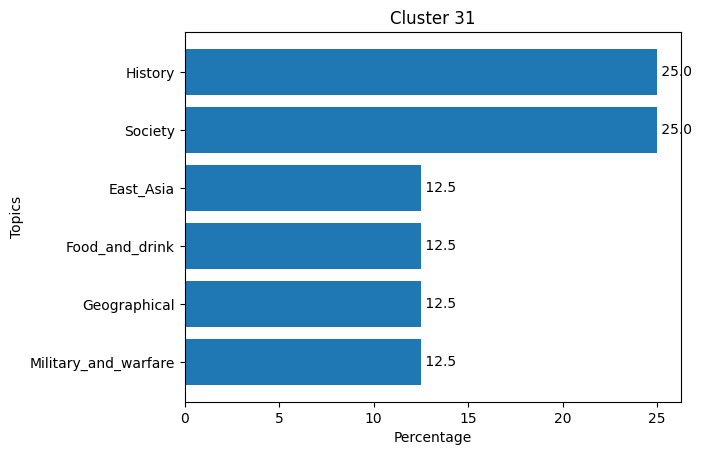 Cluster 31
Topics
History 25.0
Society 25.0
East_Asia 12.5
Food_and_drink 12.5
Geographical 12.5
Military_and_warfare 12.5
0 5 10 15 20 25
Percentage